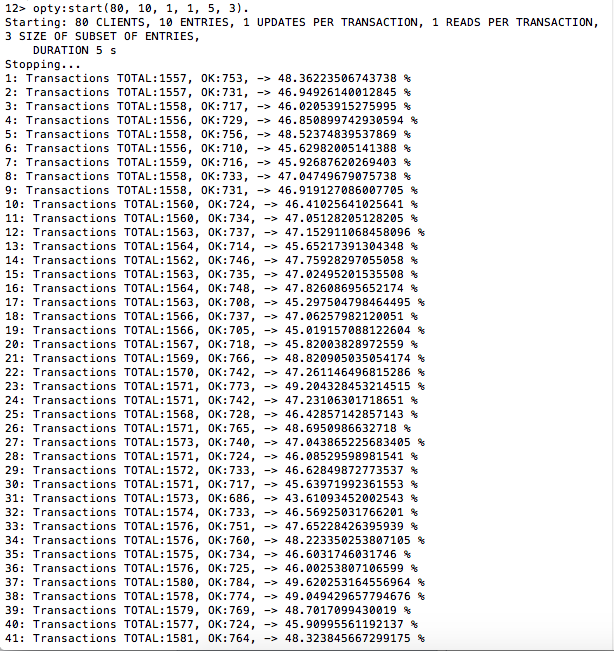 12> opty:start(80, 10, 1, 1, 5, 3).
Starting: 80 CLIENTS, 10 ENTRIES, 1 UPDATES PER TRANSACTION, 1 READS PER TRANSACTION,
3 SIZE OF SUBSET OF ENTRIES,
    DURATION 5 s
Stopping...
1: Transactions TOTAL:1557, OK:753, -> 48.36223506743738 %
2: Transactions TOTAL:1557, OK:731, -> 46.94926140012845 %
3: Transactions TOTAL:1558, OK:717, -> 46.02053915275995 %
4: Transactions TOTAL:1556, OK:729, -> 46.850899742930594 %
5: Transactions TOTAL:1558, OK:756, -> 48.52374839537869 %
6: Transactions TOTAL:1556, OK:710, -> 45.62982005141388 %
7: Transactions TOTAL:1559, OK:716, -> 45.92687620269403 %
8: Transactions TOTAL:1558, OK:733, -> 47.04749679075738 %
9: Transactions TOTAL:1558, OK:731, -> 46.919127086007705 %
10: Transactions TOTAL:1560, OK:724, -> 46.41025641025641 %
11: Transactions TOTAL:1560, OK:734, -> 47.05128205128205 %
12: Transactions TOTAL:1563, OK:737, -> 47.152911068458096 %
13: Transactions TOTAL:1564, OK:714, -> 45.65217391304348 %
14: Transactions TOTAL:1562, OK:746, -> 47.75928297055058 %
15: Transactions TOTAL:1563, OK:735, -> 47.02495201535508 %
16: Transactions TOTAL:1564, OK:748, -> 47.82608695652174 %
17: Transactions TOTAL:1563, OK:708, -> 45.297504798464495 %
18: Transactions TOTAL:1566, OK:737, -> 47.06257982120051 %
19: Transactions TOTAL:1566, OK:705, -> 45.019157088122604 %
20: Transactions TOTAL:1567, OK:718, -> 45.82003828972559 %
21: Transactions TOTAL:1569, OK:766, -> 48.820905035054174 %
22: Transactions TOTAL:1570, OK:742, -> 47.261146496815286 %
23: Transactions TOTAL:1571, OK:773, -> 49.204328453214515 %
24: Transactions TOTAL:1571, OK:742, -> 47.23106301718651 %
25: Transactions TOTAL:1568, OK:728, -> 46.42857142857143 %
26: Transactions TOTAL:1571, OK:765, -> 48.6950986632718 %
27: Transactions TOTAL:1573, OK:740, -> 47.043865225683405 %
28: Transactions TOTAL:1571, OK:724, -> 46.08529598981541 %
29: Transactions TOTAL:1572, OK:733, -> 46.62849872773537 %
30: Transactions TOTAL:1571, OK:717, -> 45.63971992361553 %
31: Transactions TOTAL:1573, OK:686, -> 43.61093452002543 %
32: Transactions TOTAL:1574, OK:733, -> 46.56925031766201 %
33: Transactions TOTAL:1576, OK:751, -> 47.65228426395939 %
34: Transactions TOTAL:1576, OK:760, -> 48.223350253807105 %
35: Transactions TOTAL:1575, OK:734, -> 46.6031746031746 %
36: Transactions TOTAL:1576, OK:725, -> 46.00253807106599 %
37: Transactions TOTAL:1580, OK:784, -> 49.620253164556964 %
38: Transactions TOTAL:1578, OK:774, -> 49.049429657794676 %
39: Transactions TOTAL:1579, OK:769, -> 48.7017099430019 %
40: Transactions TOTAL:1577, OK:724, -> 45.90995561192137 %
41: Transactions TOTAL:1581, OK:764, -> 48.323845667299175 %